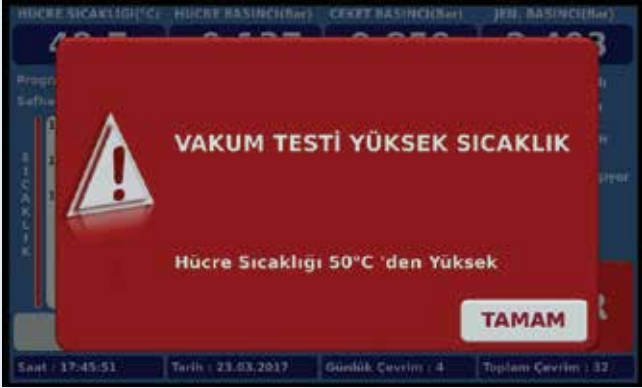 HÜCRE SICAKLIĞI(°C) HÜCRE BASINCI(Bar) CEKET BASINCI(Bar) JEN. BASINCI(Bar)
VAKUM TESTİ YÜKSEK SICAKLIK
SICAKLIK
Hücre Sıcaklığı 50°C 'den Yüksek
TAMAM
Saat : 17:45:51 Tarih : 23.03.2017 Günlük Çevrim : 4 Toplam Çevrim : 32